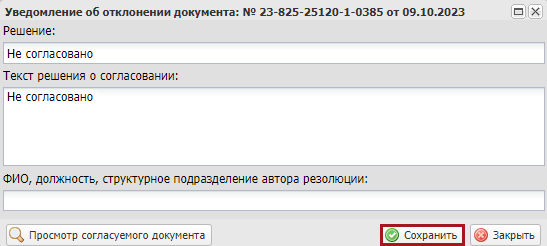 Уведомление об отклонении документа: № 23-825-25120-1-0385 от 09.10.2023
Решение:
Не согласовано
Текст решения о согласовании:
Не согласовано
ФИО, должность, структурное подразделение автора резолюции:
Просмотр согласуемого документа Сохранить Закрыть